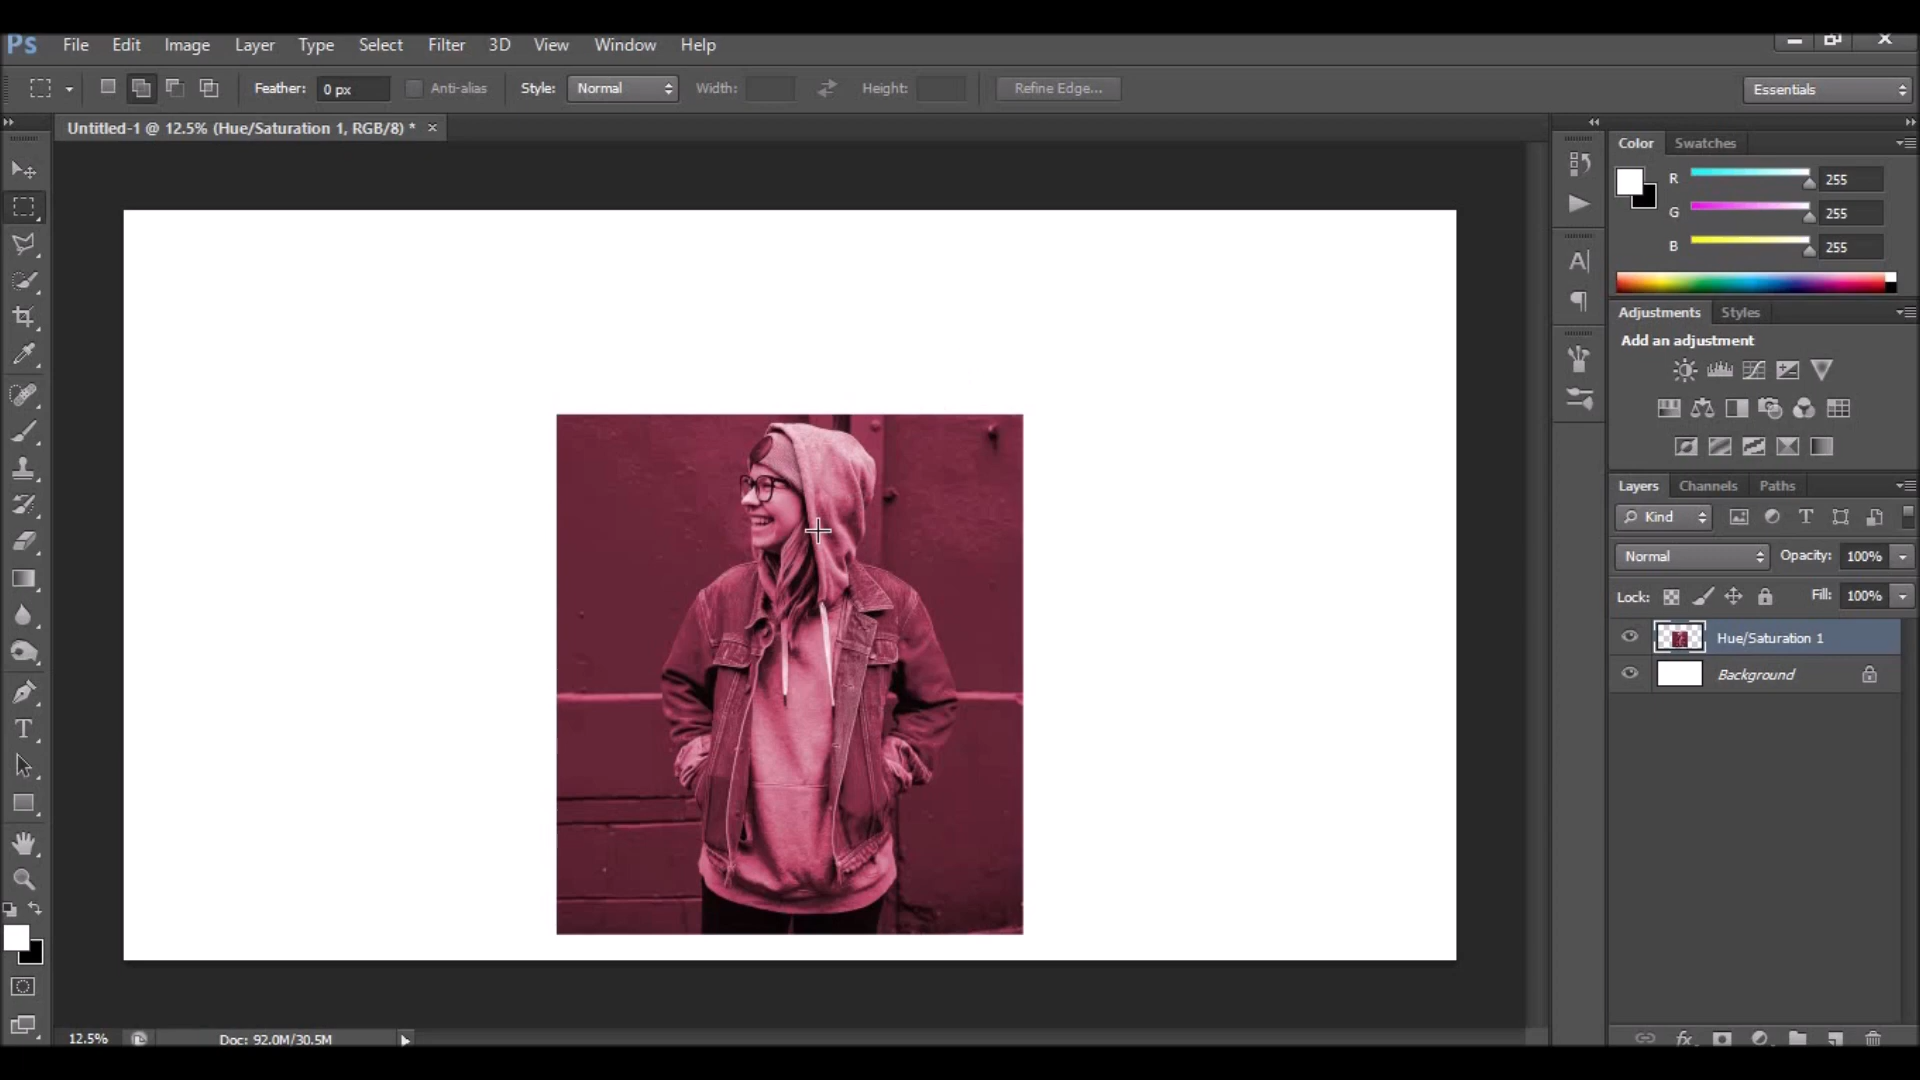 Ps File Edit Image Layer Type Select Filter 3D View Window Help
Feather: 0 px Anti-alias Style: Normal Width: Height: Refine Edge... Essentials
Untitled-1 @ 12.5% (Hue/Saturation 1, RGB/8) * ×
Color Swatches
R 255
G 255
B 255
Adjustments Styles
Add an adjustment
Layers Channels Paths
Kind
Normal Opacity: 100%
Lock: Fill: 100%
Hue/Saturation 1
Background
12.5% Doc: 92.0M/30.5M